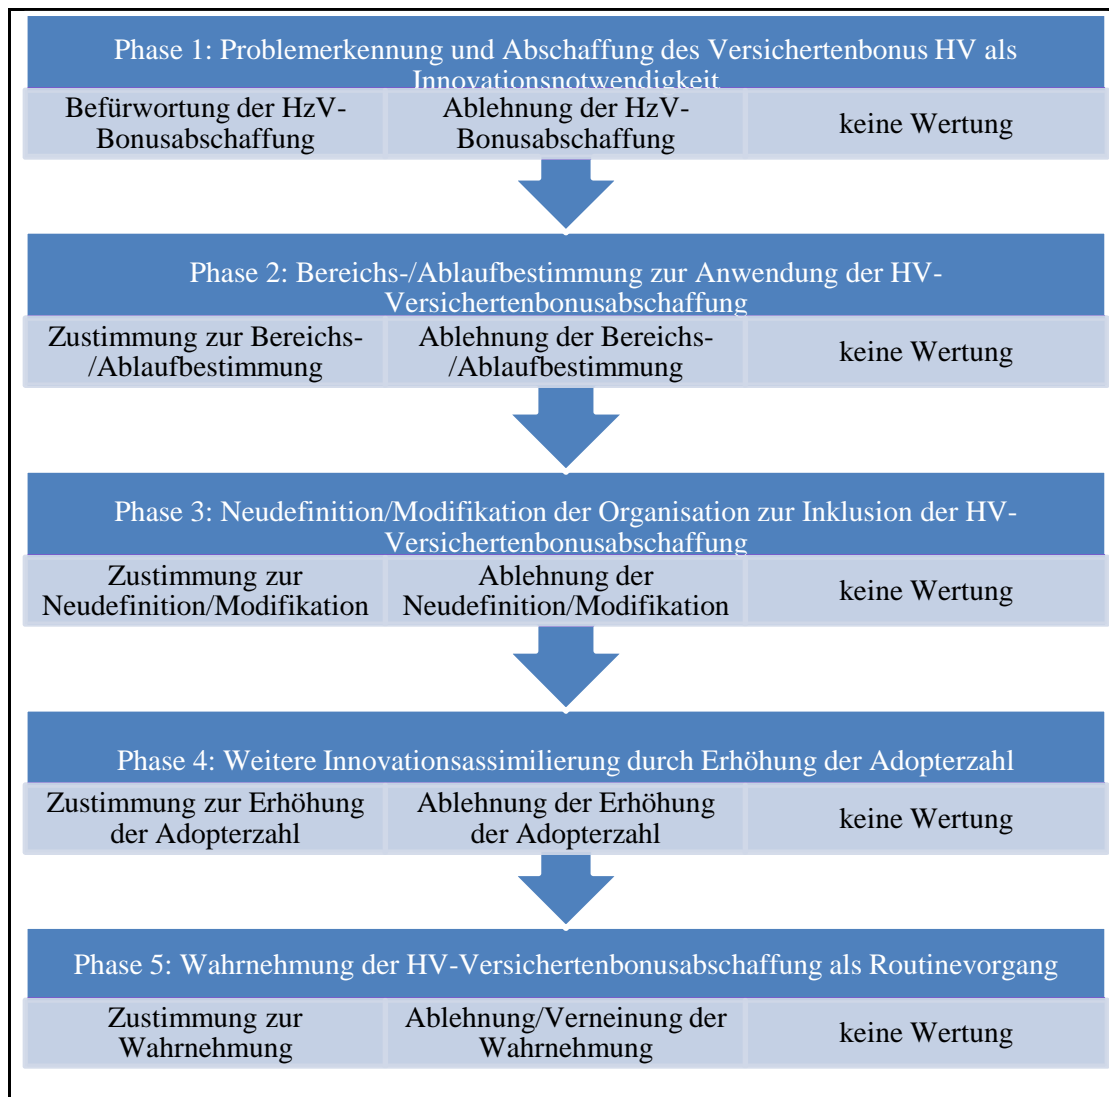 Phase 1: Problemerkennung und Abschaffung des Versichertenbonus HV als
Innovationsnotwendigkeit
Befürwortung der HzV-
Bonusabschaffung
Ablehnung der HzV-
Bonusabschaffung
keine Wertung
Phase 2: Bereichs-/Ablaufbestimmung zur Anwendung der HV-
Versichertenbonusabschaffung
Zustimmung zur Bereichs-
/Ablaufbestimmung
Ablehnung der Bereichs-
/Ablaufbestimmung
keine Wertung
Phase 3: Neudefinition/Modifikation der Organisation zur Inklusion der HV-
Versichertenbonusabschaffung
Zustimmung zur
Neudefinition/Modifikation
Ablehnung der
Neudefinition/Modifikation
keine Wertung
Phase 4: Weitere Innovationsassimilierung durch Erhöhung der Adopterzahl
Zustimmung zur Erhöhung
der Adopterzahl
Ablehnung der Erhöhung
der Adopterzahl
keine Wertung
Phase 5: Wahrnehmung der HV-Versichertenbonusabschaffung als Routinevorgang
Zustimmung zur
Wahrnehmung
Ablehnung/Verneinung der
Wahrnehmung
keine Wertung